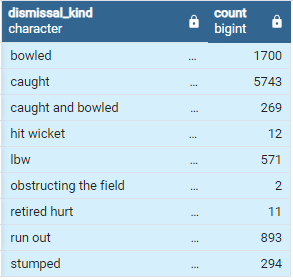 dismissal_kind count
character bigint
bowled ... 1700
caught ... 5743
caught and bowled ... 269
hit wicket ... 12
lbw ... 571
obstructing the field ... 2
retired hurt ... 11
run out ... 893
stumped ... 294